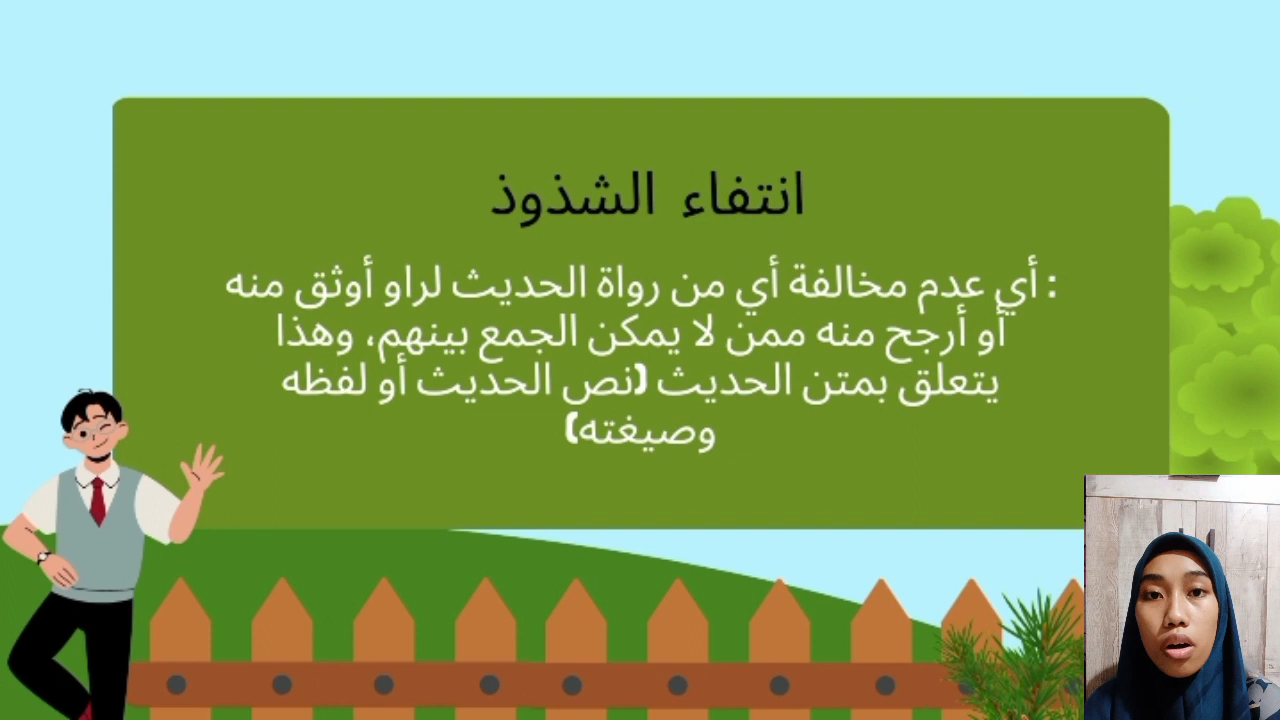 انتفاء الشذوذ
: أي عدم مخالفة أي من رواة الحديث لراو أوثق منه
أو أرجح منه ممن لا يمكن الجمع بينهم، وهذا
يتعلق بمتن الحديث (نص الحديث أو لفظه
وصيغته)